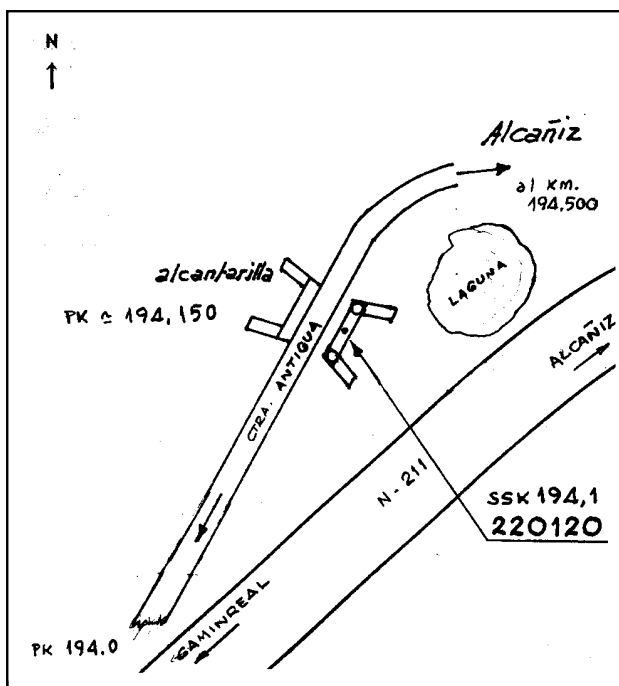 N
Alcañiz
al Km.
194,500
LAGUNA
alcantarilla
PK ≃ 194,150
CTRA. ANTIGUA
ALCAÑIZ
N-211
SSK 194,1
220120
CAMINREAL
PK 194.0